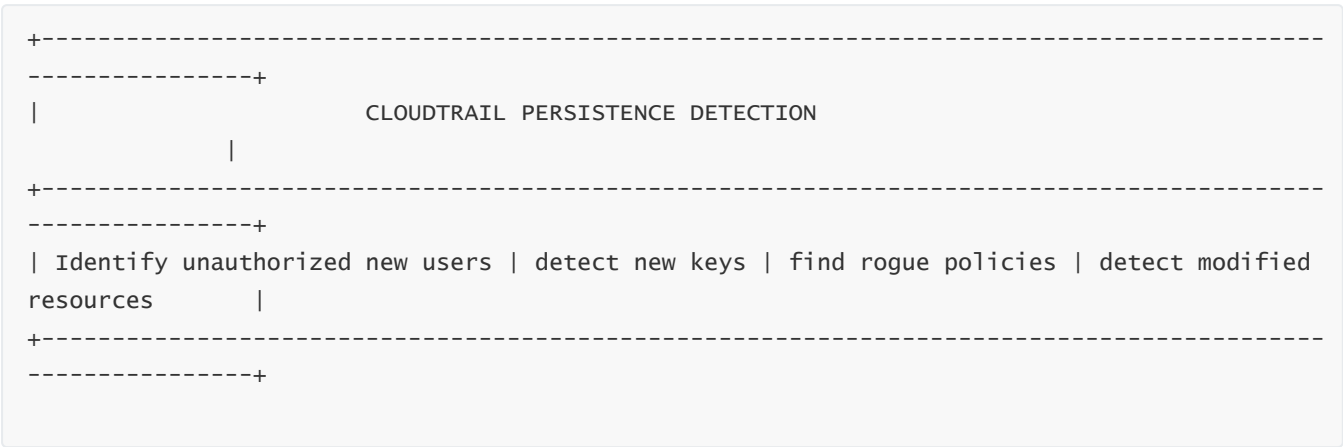 +-------------------------------------------------------------------------------------------
----------------+
|                       CLOUDTRAIL PERSISTENCE DETECTION
              |
+-------------------------------------------------------------------------------------------
----------------+
| Identify unauthorized new users | detect new keys | find rogue policies | detect modified
resources       |
+-------------------------------------------------------------------------------------------
----------------+